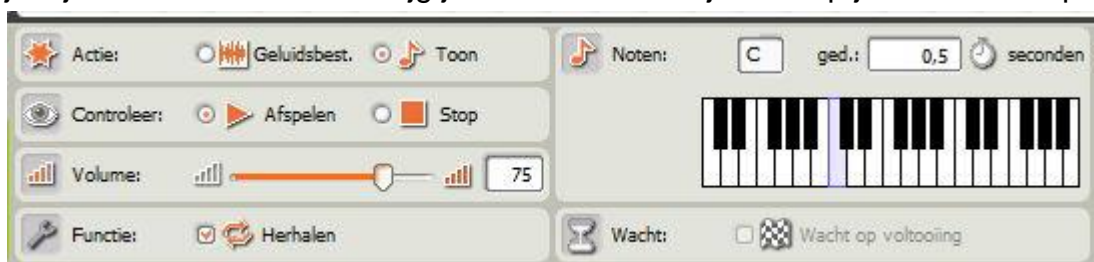 Actie: Geluidsbest. Toon
Controleer: Afspelen Stop
Volume: 75
Functie: Herhalen
Noten: C ged.: 0,5 seconden
Wacht: Wacht op voltooiing